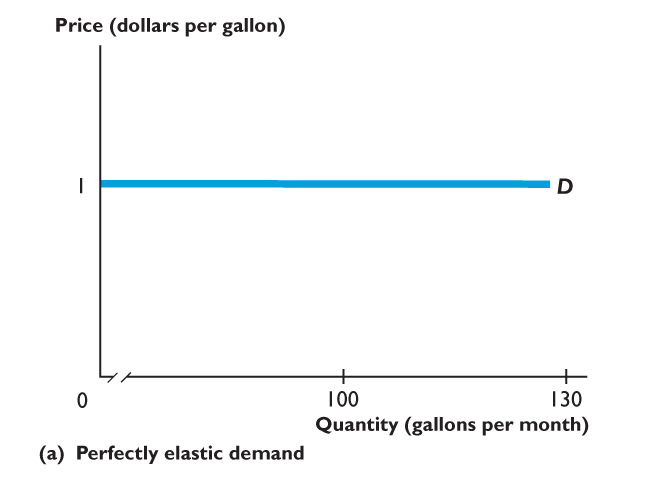 Price (dollars per gallon)
1
D
0
100
130
Quantity (gallons per month)
(a) Perfectly elastic demand